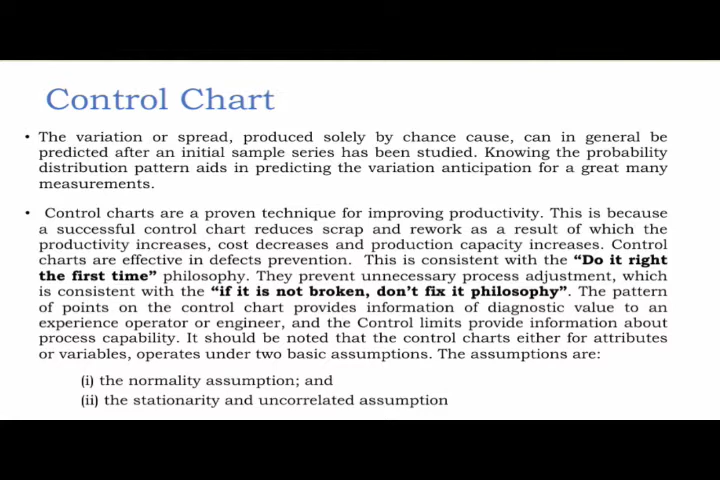 Control Chart
• The variation or spread, produced solely by chance cause, can in general be
predicted after an initial sample series has been studied. Knowing the probability
distribution pattern aids in predicting the variation anticipation for a great many
measurements.
• Control charts are a proven technique for improving productivity. This is because
a successful control chart reduces scrap and rework as a result of which the
productivity increases, cost decreases and production capacity increases. Control
charts are effective in defects prevention. This is consistent with the “Do it right
the first time” philosophy. They prevent unnecessary process adjustment, which
is consistent with the “if it is not broken, don’t fix it philosophy”. The pattern
of points on the control chart provides information of diagnostic value to an
experience operator or engineer, and the Control limits provide information about
process capability. It should be noted that the control charts either for attributes
or variables, operates under two basic assumptions. The assumptions are:
(i) the normality assumption; and
(ii) the stationarity and uncorrelated assumption